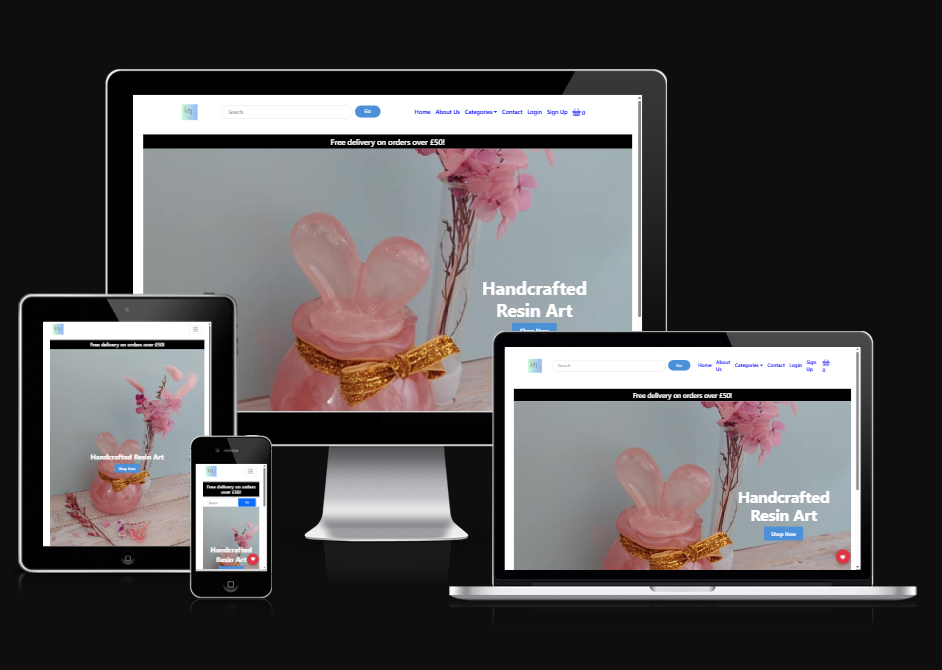 Search Go Home About Us Categories Contact Login Sign Up 0
Free delivery on orders over £50!
Handcrafted
Resin Art
Shop Now
Free delivery on orders over £50!
Handcrafted Resin Art
Shop Now
Free delivery on orders
over £50!
Search Go
Handcrafted
Resin Art
Search Go Home About Us Categories Contact Login Sign Up 0
Free delivery on orders over £50!
Handcrafted
Resin Art
Shop Now